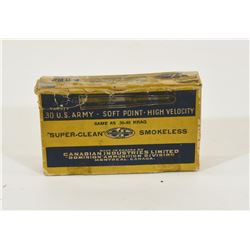 .30 U.S. ARMY - SOFT POINT - HIGH VELOCITY
SAME AS .30-40 KRAG
"SUPER-CLEAN" CIL SMOKELESS
CANADIAN INDUSTRIES LIMITED
"DOMINION AMMUNITION DIVISION"
MONTREAL, CANADA